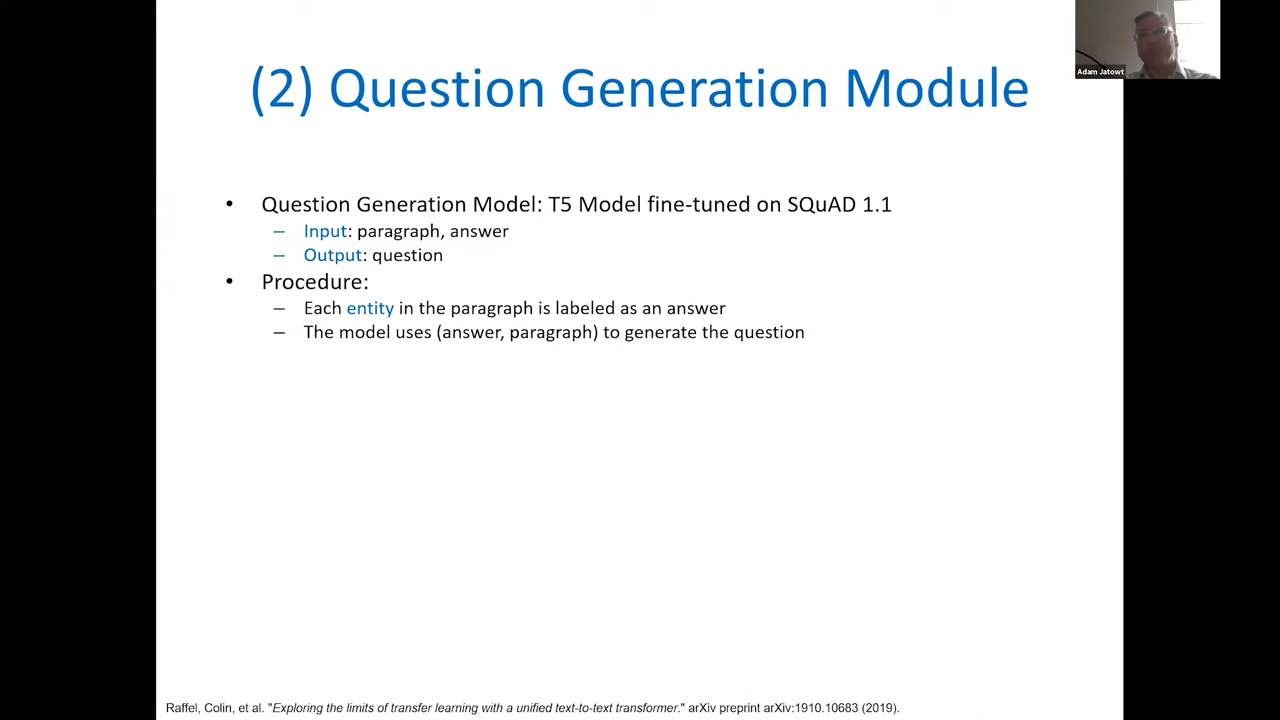 Adam Jatowt
(2) Question Generation Module
• Question Generation Model: T5 Model fine-tuned on SQuAD 1.1
– Input: paragraph, answer
– Output: question
• Procedure:
– Each entity in the paragraph is labeled as an answer
– The model uses (answer, paragraph) to generate the question
Raffel, Colin, et al. "Exploring the limits of transfer learning with a unified text-to-text transformer." arXiv preprint arXiv:1910.10683 (2019).